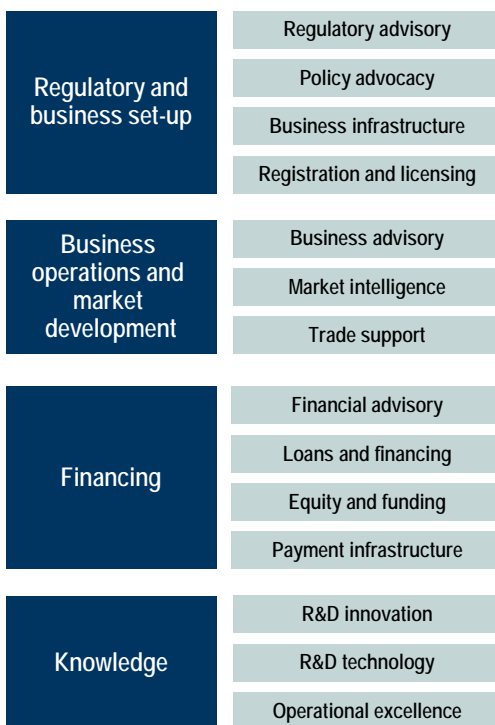 Regulatory and
business set-up
Regulatory advisory
Policy advocacy
Business infrastructure
Registration and licensing
Business
operations and
market
development
Business advisory
Market intelligence
Trade support
Financing
Financial advisory
Loans and financing
Equity and funding
Payment infrastructure
Knowledge
R&D innovation
R&D technology
Operational excellence